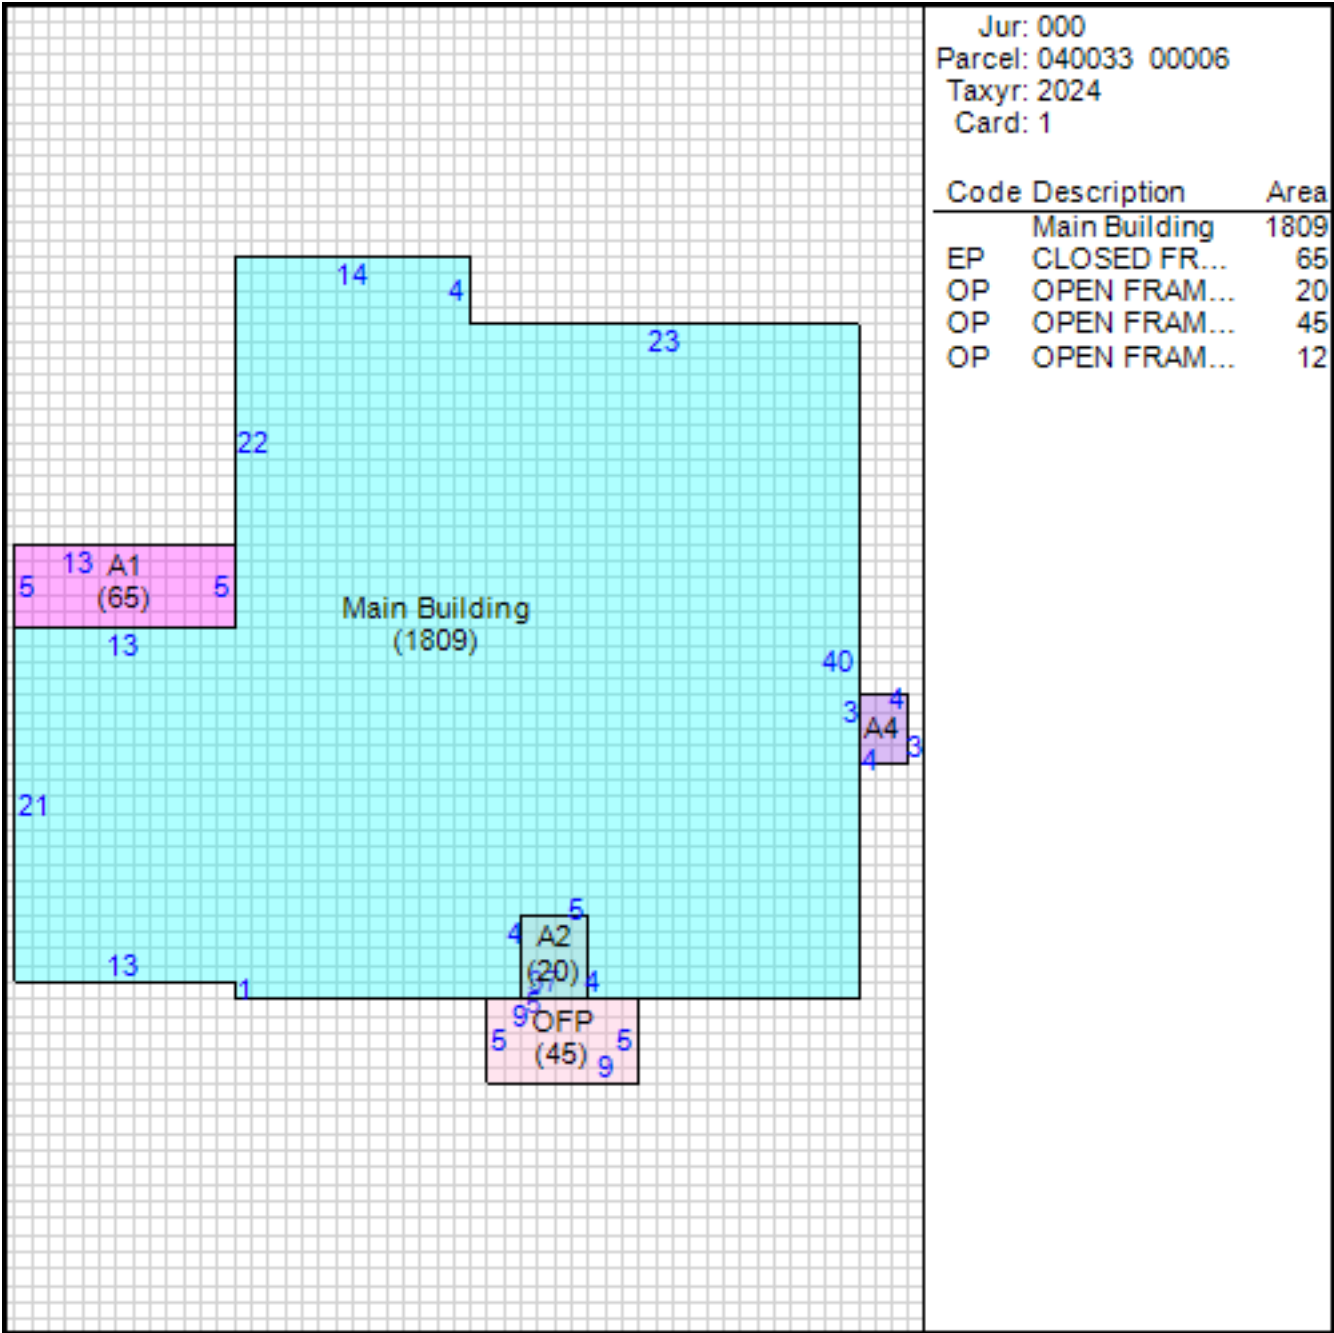 Jur: 000
Parcel: 040033 00006
Taxyr: 2024
Card: 1
Code Description Area
Main Building 1809
EP CLOSED FR... 65
OP OPEN FRAM... 20
OP OPEN FRAM... 45
OP OPEN FRAM... 12
14
4
23
22
13 A1
5 (65) 5
13
Main Building
(1809)
40
4
3 A4
3
4
21
5
4 A2
(20) 4
13
1
9 OFP
5 (45) 5
9